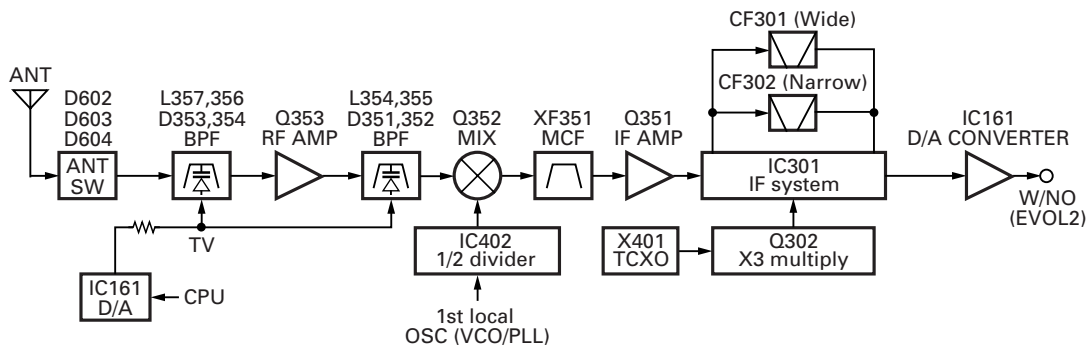 CF301 (Wide)
CF302 (Narrow)
ANT
D602
D603
D604
ANT
SW
L357,356
D353,354
BPF
Q353
RF AMP
L354,355
D351,352
BPF
Q352
MIX
XF351
MCF
Q351
IF AMP
IC301
IF system
IC161
D/A CONVERTER
W/NO
(EVOL2)
TV
IC402
1/2 divider
X401
TCXO
Q302
X3 multiply
IC161
D/A
CPU
1st local
OSC (VCO/PLL)